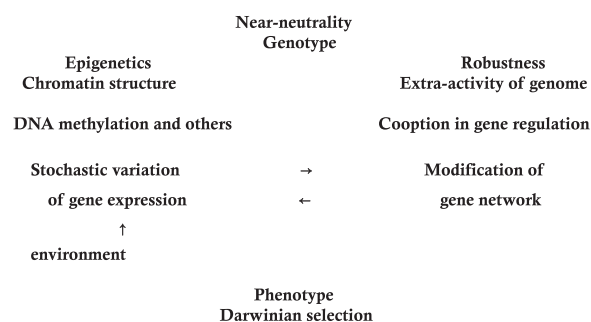 Near-neutrality
Genotype
Epigenetics
Chromatin structure
Robustness
Extra-activity of genome
DNA methylation and others
Cooption in gene regulation
Stochastic variation → Modification of
of gene expression ← gene network
↑
environment
Phenotype
Darwinian selection